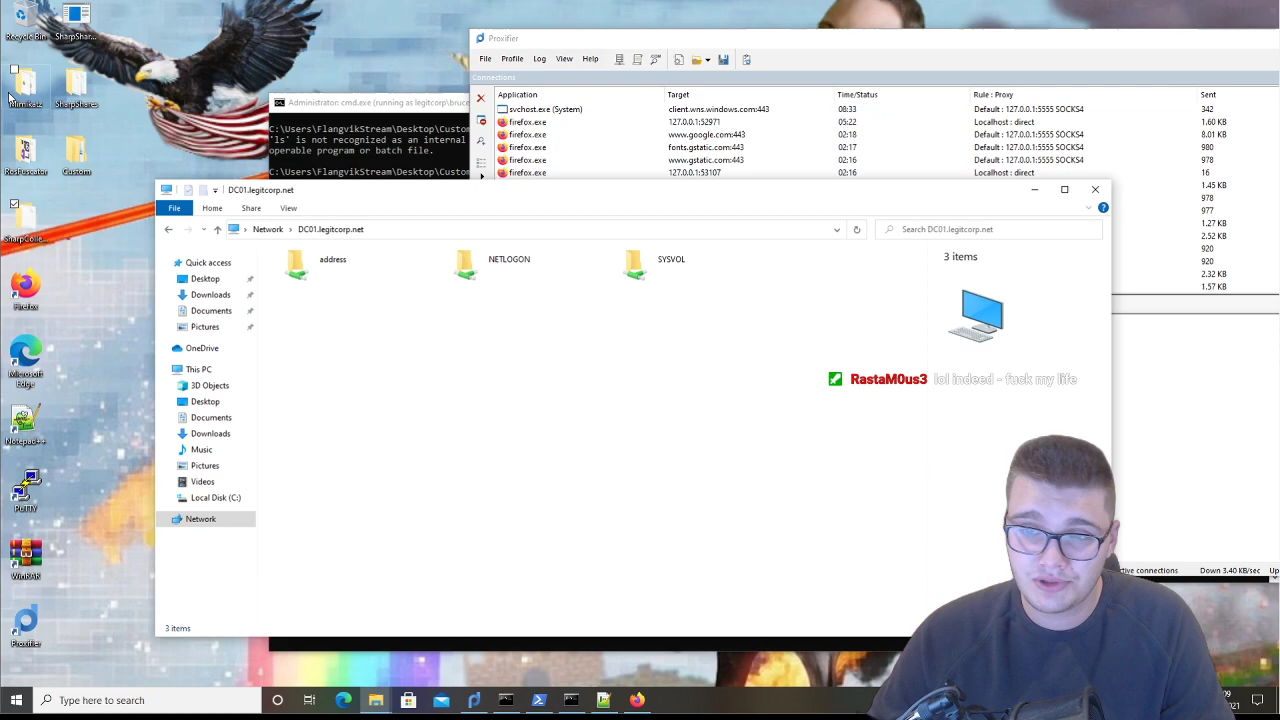 Recycle Bin
SharpShar...
Mimikatz
SharpShares
RosFuscator
Custom
SharpColle...
Firefox
Microsoft
Edge
Notepad++
PuTTY
WinRAR
Proxifier
Administrator: cmd.exe (running as legitcorp\bruce
C:\Users\FlangvikStream\Desktop\Custo
'ls' is not recognized as an internal
operable program or batch file.
C:\Users\FlangvikStream\Desktop\Custo
Proxifier
File Profile Log View Help
Connections
Application Target Time/Status Rule : Proxy Sent
svchost.exe (System) client.wns.windows.com:443 08:33 Default : 127.0.0.1:5555 SOCKS4 342
firefox.exe 127.0.0.1:52971 05:22 Localhost : direct 1,60 KB
firefox.exe www.google.com:443 02:18 Default : 127.0.0.1:5555 SOCKS4 8.01 KB
firefox.exe fonts.gstatic.com:443 02:17 Default : 127.0.0.1:5555 SOCKS4 980
firefox.exe www.gstatic.com:443 02:16 Default : 127.0.0.1:5555 SOCKS4 978
firefox.exe 127.0.0.1:53107 02:16 Localhost : direct 16
1.45 KB
978
977
1.27 KB
2.52 KB
920
920
2.32 KB
1.57 KB
tive connections Down 3.40 KB/sec Up
DC01.legitcorp.net
File Home Share View
Network › DC01.legitcorp.net
Search DC01.legitcorp.net
Quick access
Desktop
Downloads
Documents
Pictures
OneDrive
This PC
3D Objects
Desktop
Documents
Downloads
Music
Pictures
Videos
Local Disk (C:)
Network
address
NETLOGON
SYSVOL
3 items
3 items
RastaM0us3 lol indeed - fuck my life
Type here to search